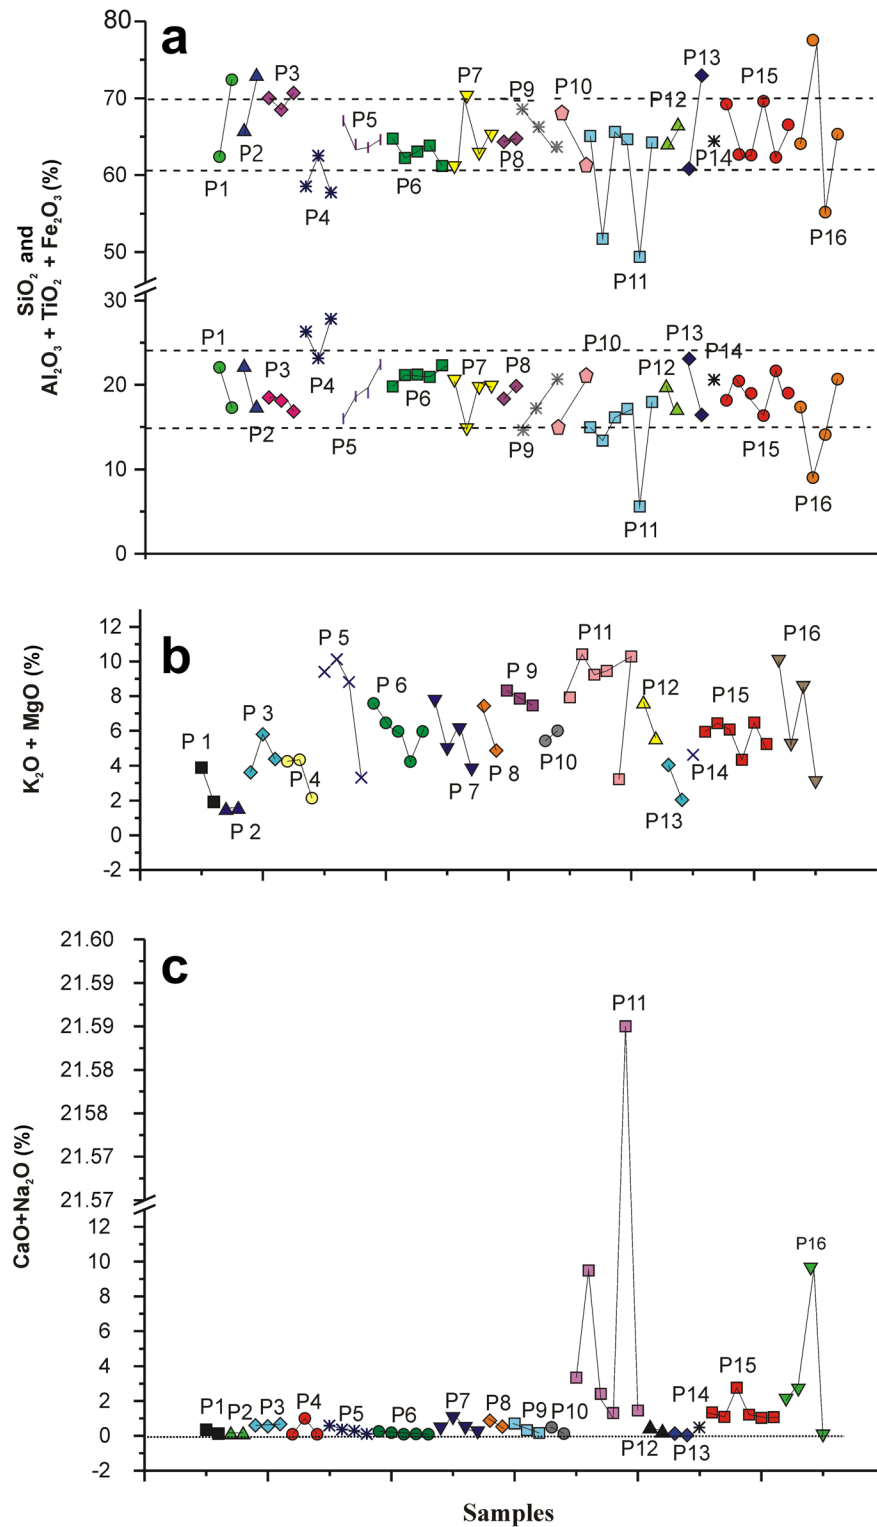 a
80
70
60
50
30
20
10
0
SiO₂ and
Al₂O₃ + TiO₂ + Fe₂O₃ (%)
P1
P2
P3
P4
P5
P6
P7
P8
P9
P10
P11
P12
P13
P14
P15
P16
P1
P2
P3
P4
P5
P6
P7
P8
P9
P10
P11
P12
P13
P14
P15
P16
b
12
10
8
6
4
2
0
-2
K₂O + MgO (%)
P 1
P 2
P 3
P 4
P 5
P 6
P 7
P 8
P 9
P10
P11
P12
P13
P14
P15
P16
c
21.60
21.59
21.59
21.58
2158
21.57
21.57
12
10
8
6
4
2
0
-2
CaO+Na₂O (%)
P1
P2
P3
P4
P5
P6
P7
P8
P9
P10
P11
P12
P13
P14
P15
P16
Samples